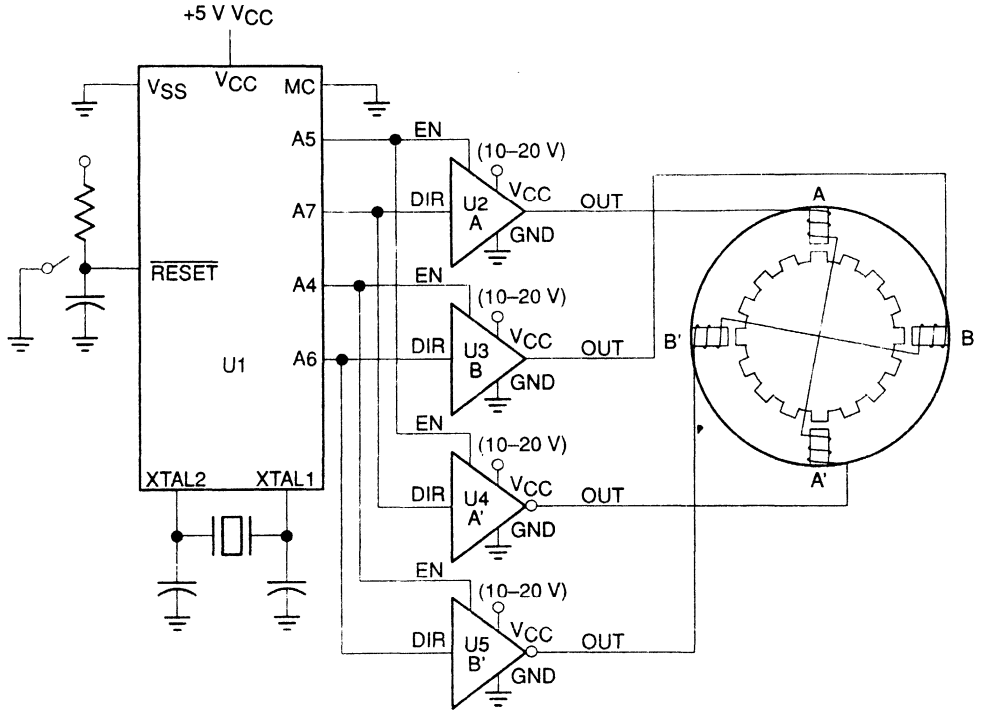 +5 V VCC
VSS
VCC
MC
A5
EN
(10–20 V)
VCC
A7
DIR
U2
A
OUT
GND
A
RESET
A4
EN
(10–20 V)
VCC
A6
DIR
U3
B
OUT
GND
B'
B
U1
EN
(10–20 V)
VCC
XTAL2
XTAL1
DIR
U4
A'
OUT
GND
A'
EN
(10–20 V)
VCC
DIR
U5
B'
OUT
GND